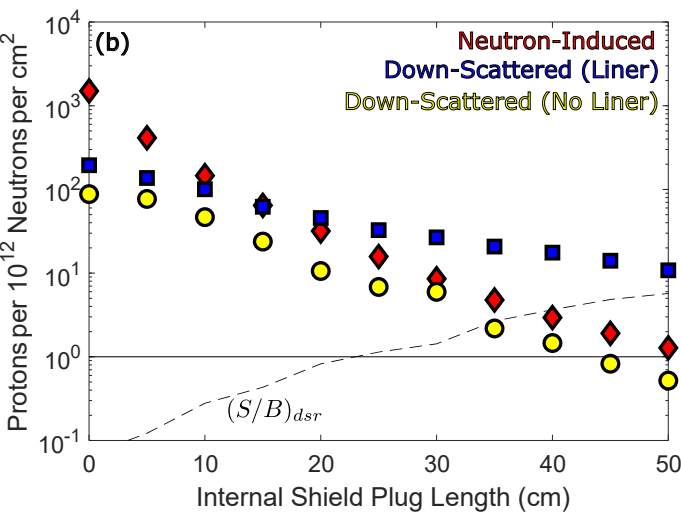 (b)
Neutron-Induced
Down-Scattered (Liner)
Down-Scattered (No Liner)
Protons per 10^12 Neutrons per cm^2
10^4
10^3
10^2
10^1
10^0
10^-1
(S/B)_dsr
0 10 20 30 40 50
Internal Shield Plug Length (cm)